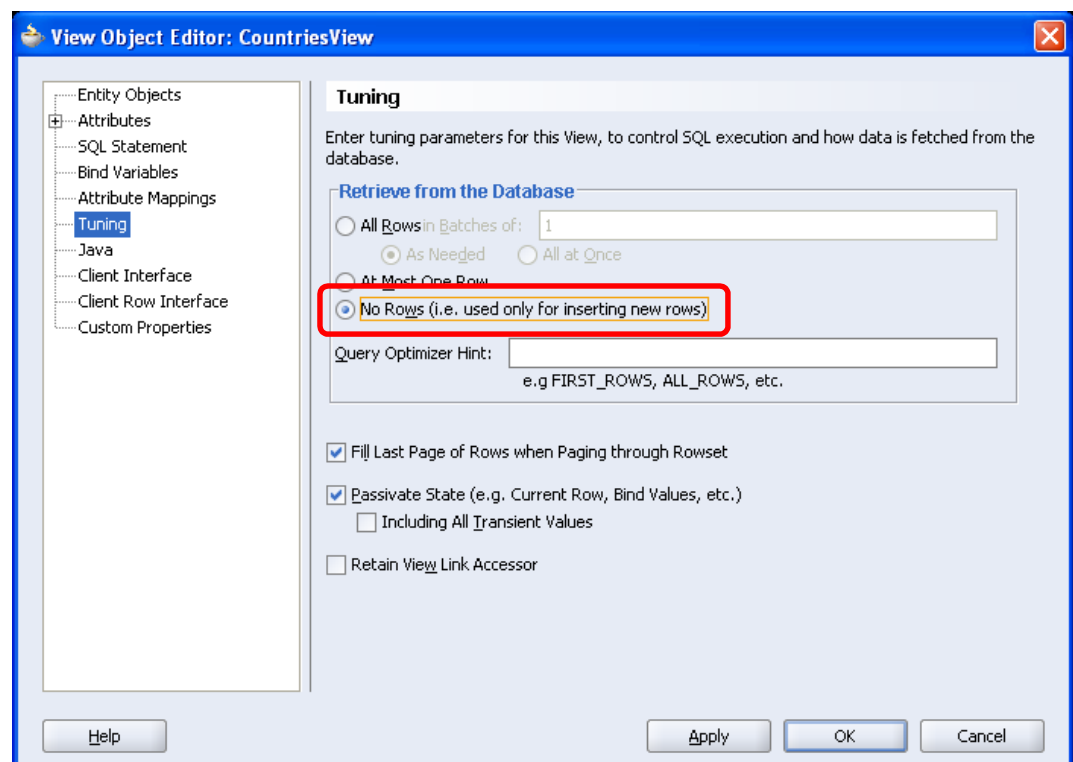 View Object Editor: CountriesView
Entity Objects
Attributes
SQL Statement
Bind Variables
Attribute Mappings
Tuning
Java
Client Interface
Client Row Interface
Custom Properties
Tuning
Enter tuning parameters for this View, to control SQL execution and how data is fetched from the
database.
Retrieve from the Database
All Rows in Batches of: 1
As Needed All at Once
At Most One Row
No Rows (i.e. used only for inserting new rows)
Query Optimizer Hint:
e.g FIRST_ROWS, ALL_ROWS, etc.
Fill Last Page of Rows when Paging through Rowset
Passivate State (e.g. Current Row, Bind Values, etc.)
Including All Transient Values
Retain View Link Accessor
Help Apply OK Cancel